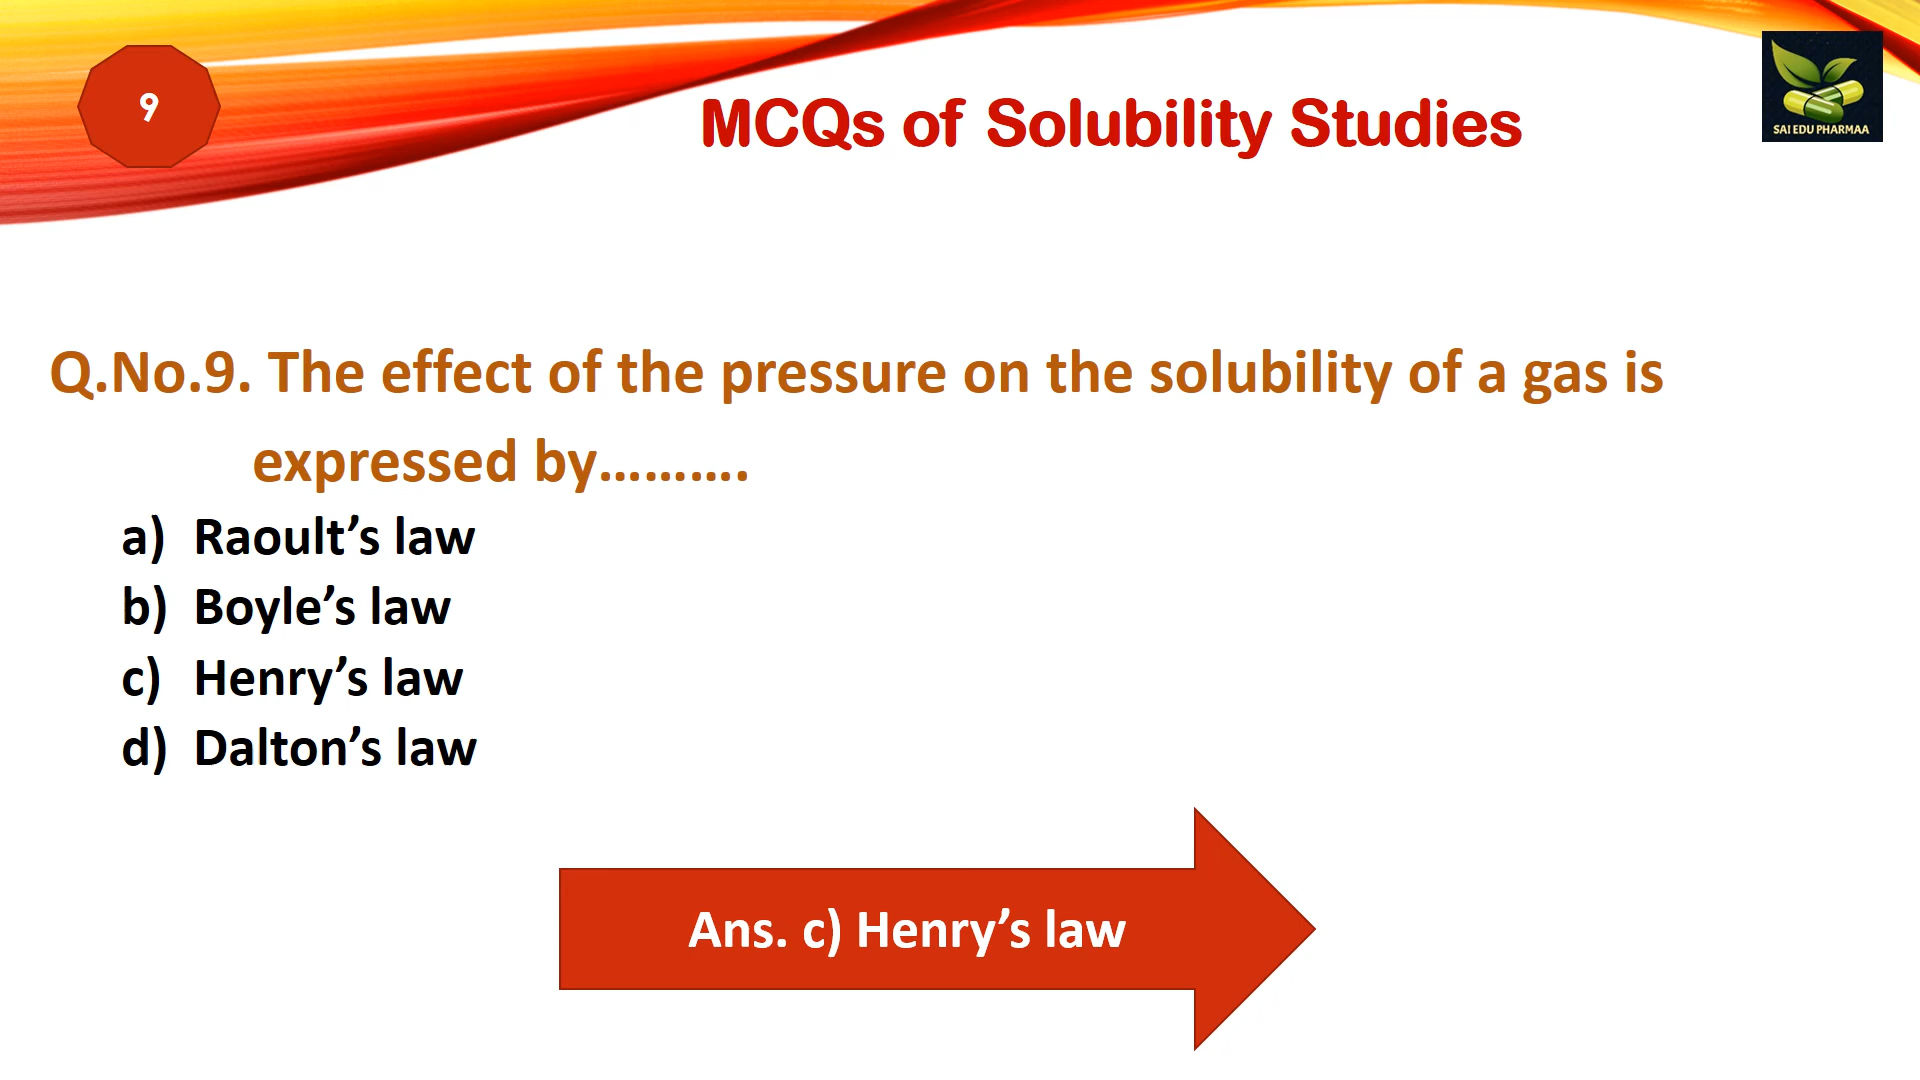 9
MCQs of Solubility Studies
SAI EDU PHARMAA
Q.No.9. The effect of the pressure on the solubility of a gas is
expressed by……….
a) Raoult’s law
b) Boyle’s law
c) Henry’s law
d) Dalton’s law
Ans. c) Henry’s law